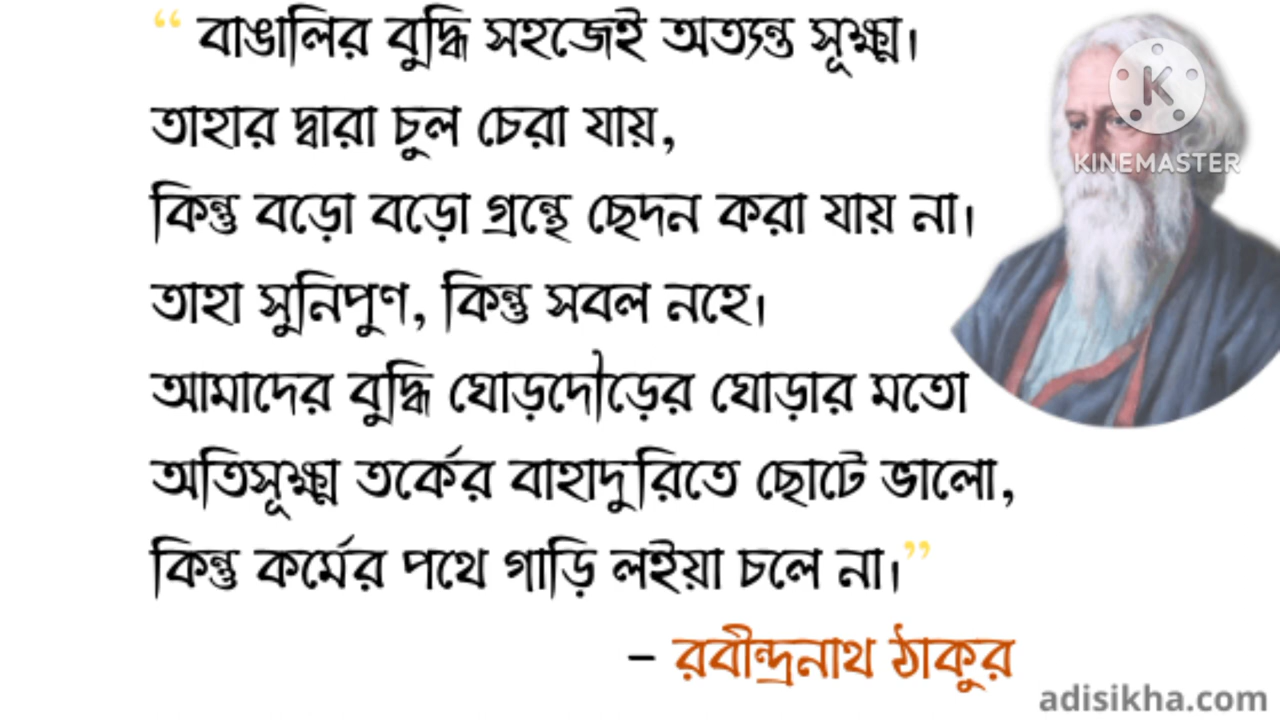 “ বাঙালির বুদ্ধি সহজেই অত্যন্ত সূক্ষ্ম।
তাহার দ্বারা চুল চেরা যায়,
কিন্তু বড়ো বড়ো গ্রন্থে ছেদন করা যায় না।
তাহা সুনিপুণ, কিন্তু সবল নহে।
আমাদের বুদ্ধি ঘোড়দৌড়ের ঘোড়ার মতো
অতিসূক্ষ্ম তর্কের বাহাদুরিতে ছোটে ভালো,
কিন্তু কর্মের পথে গাড়ি লইয়া চলে না।”
– রবীন্দ্রনাথ ঠাকুর
K
KINEMASTER
adisikha.com